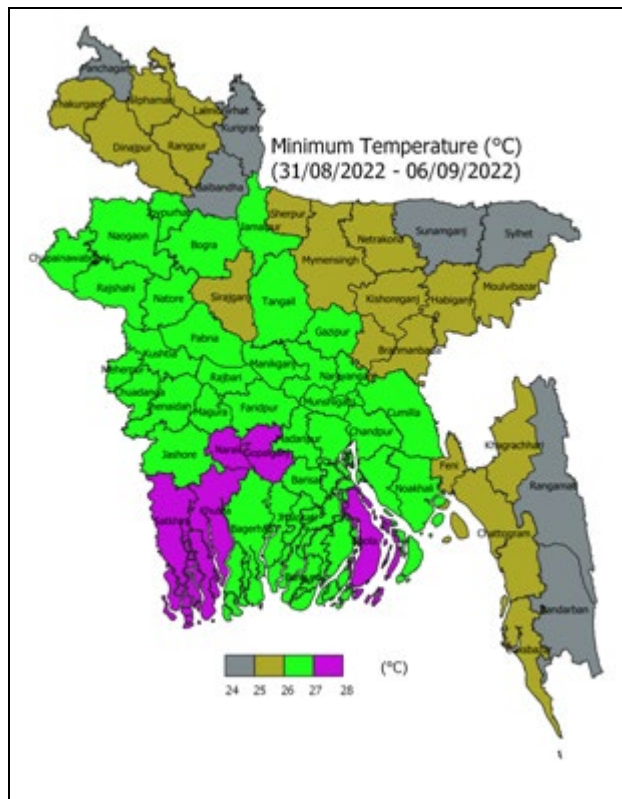 Panchagarh
Thakurgaon
Nilphamari
Lalmonirhat
Kurigram
Dinajpur
Rangpur
Minimum Temperature (°C)
(31/08/2022 - 06/09/2022)
Gaibandha
Joypurhat
Sherpur
Naogaon
Bogra
Jamalpur
Netrakona
Sunamganj
Sylhet
Mymensingh
Chapainawabganj
Rajshahi
Natore
Sirajganj
Tangail
Kishoreganj
Habiganj
Moulvibazar
Gazipur
Pabna
Brahmanbaria
Kushtia
Manikganj
Meherpur
Rajbari
Narayanganj
Chuadanga
Jhenaidah
Magura
Faridpur
Munshiganj
Cumilla
Chandpur
Jashore
Narail
Gopalganj
Madaripur
Khagrachhari
Feni
Rangamati
Barisal
Noakhali
Satkhira
Khulna
Bagerhat
Bhola
Chattogram
Bandarban
Coxsbazar
(°C)
24 25 26 27 28